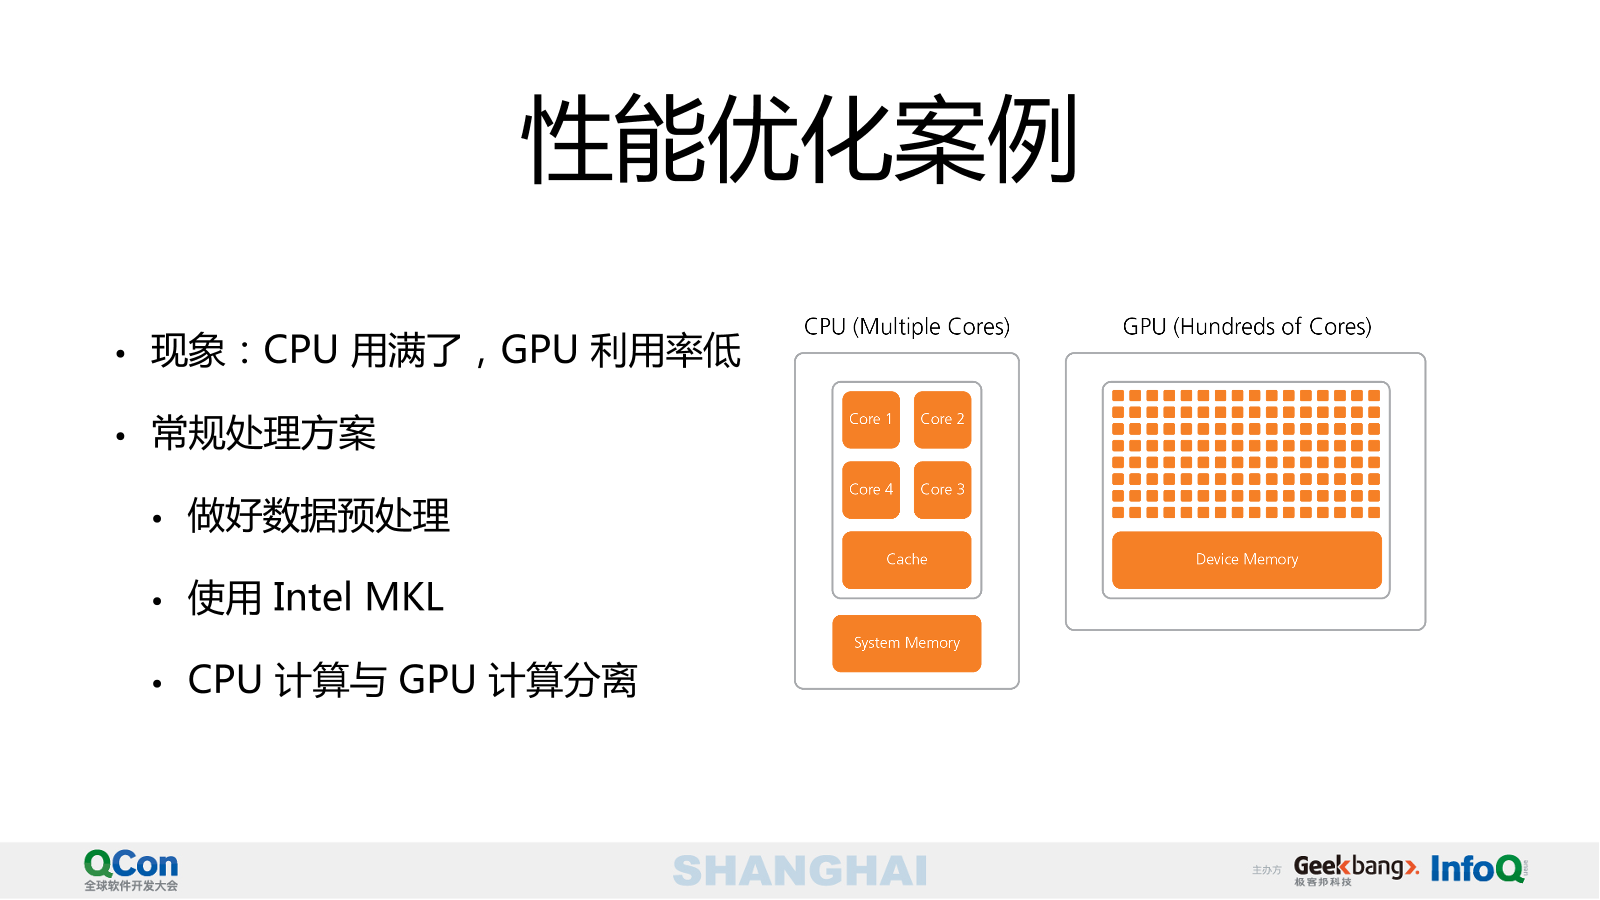 性能优化案例
• 现象：CPU 用满了，GPU 利用率低
• 常规处理方案
• 做好数据预处理
• 使用 Intel MKL
• CPU 计算与 GPU 计算分离
CPU (Multiple Cores)
Core 1 Core 2
Core 4 Core 3
Cache
System Memory
GPU (Hundreds of Cores)
Device Memory
QCon
全球软件开发大会
SHANGHAI
主办方
Geekbang>.
极客邦科技
InfoQ